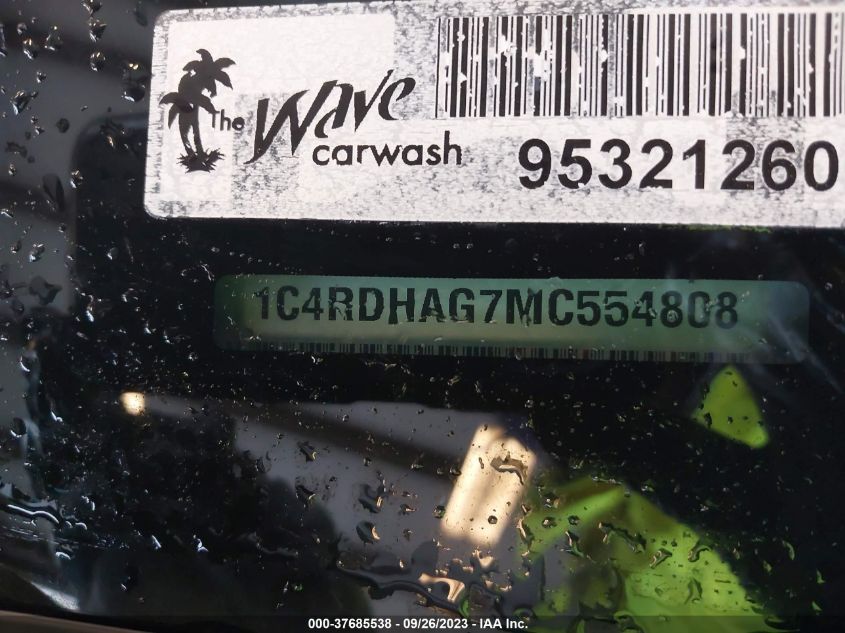 The Wave
carwash
95321260
1C4RDHAG7MC554808
000-37685538 - 09/26/2023 - IAA Inc.